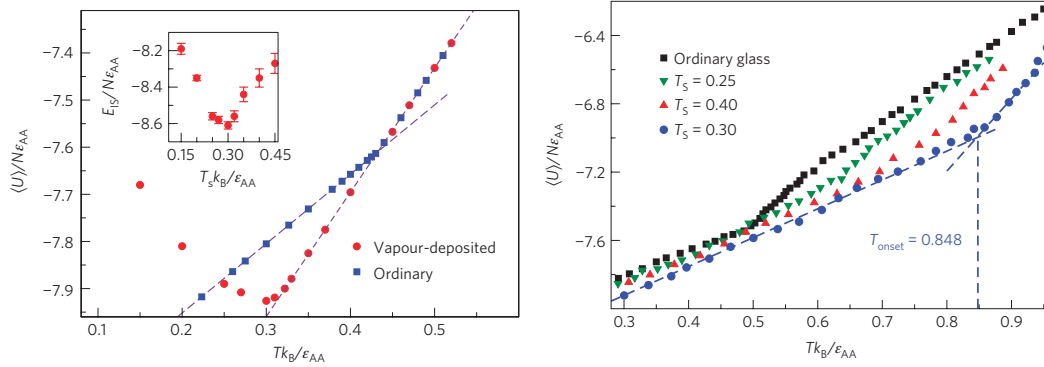 −7.4
−7.5
−7.6
−7.7
−7.8
−7.9
⟨U⟩/Nε_AA
0.1 0.2 0.3 0.4 0.5
Tk_B/ε_AA
−8.2
−8.4
−8.6
E_IS/Nε_AA
0.15 0.30 0.45
T_s k_B/ε_AA
Vapour-deposited
Ordinary
−6.4
−6.8
−7.2
−7.6
⟨U⟩/Nε_AA
Ordinary glass
T_S = 0.25
T_S = 0.40
T_S = 0.30
T_onset = 0.848
0.3 0.4 0.5 0.6 0.7 0.8 0.9
Tk_B/ε_AA